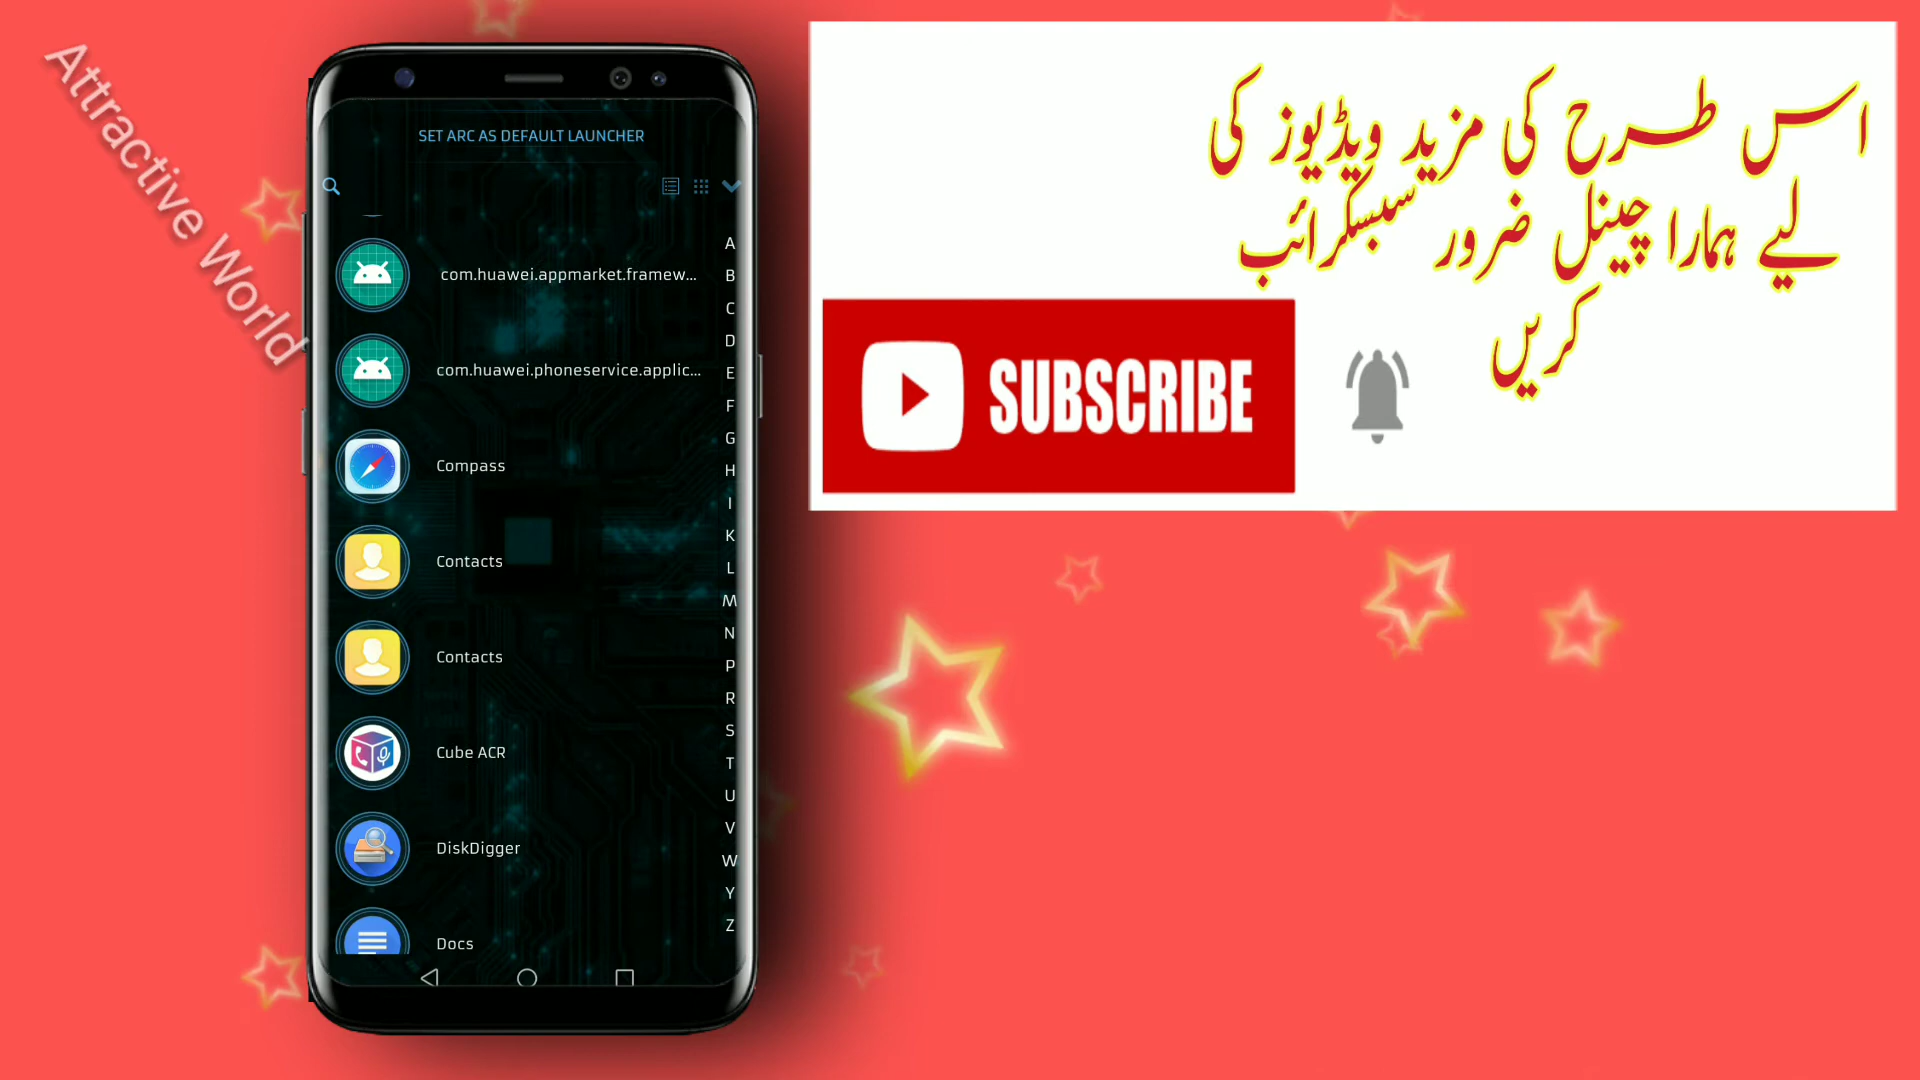 Attractive World
SET ARC AS DEFAULT LAUNCHER
com.huawei.appmarket.framew...
com.huawei.phoneservice.applic...
Compass
Contacts
Contacts
Cube ACR
DiskDigger
Docs
A
B
C
D
E
F
G
H
I
K
L
M
N
P
R
S
T
U
V
W
Y
Z
اس طرح کی مزید ویڈیوز کی
لیے ہمارا چینل ضرور سبسکرائب
کریں
SUBSCRIBE